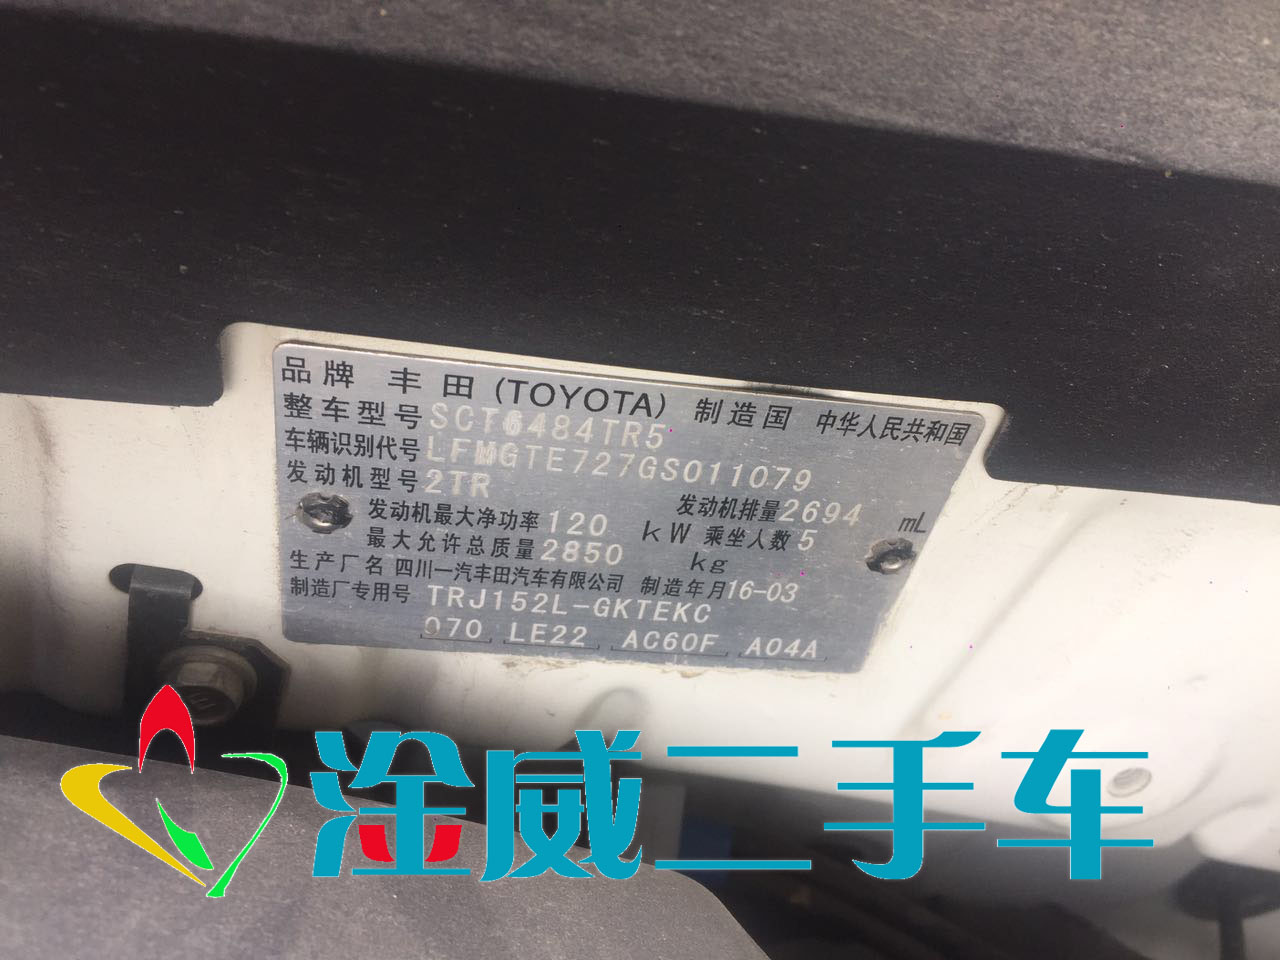 品牌 丰田(TOYOTA) 制造国 中华人民共和国
整车型号 SCT6484TR5
车辆识别代号 LFMGTE727GS011079
发动机型号 2TR 发动机排量 2694 mL
发动机最大净功率 120 kW 乘坐人数 5
最大允许总质量 2850 kg
生产厂名 四川一汽丰田汽车有限公司 制造年月 16-03
制造厂专用号 TRJ152L-GKTEKC
070 LE22 AC60F A04A
淦威二手车